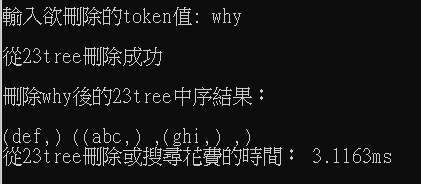 輸入欲刪除的token值: why
從23tree刪除成功
刪除why後的23tree中序結果：
(def,) ((abc,) ,(ghi,) ,)
從23tree刪除或搜尋花費的時間： 3.1163ms